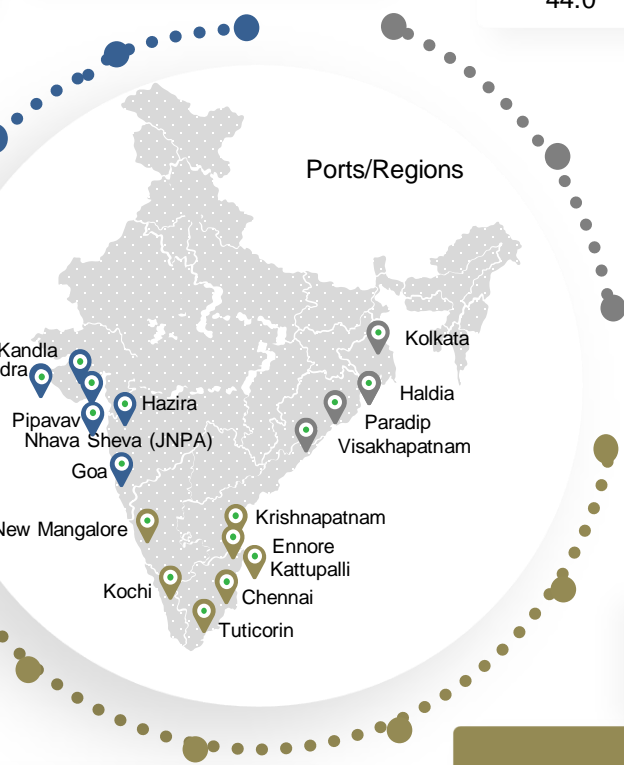 44.0
Ports/Regions
Kolkata
Kandla
dra
Haldia
Hazira
Pipavav
Paradip
Nhava Sheva (JNPA)
Visakhapatnam
Goa
Krishnapatnam
New Mangalore
Ennore
Kattupalli
Kochi
Chennai
Tuticorin